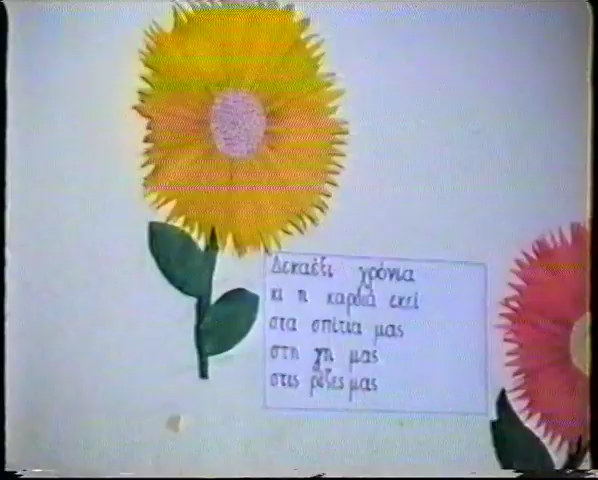 Δεκαέξι χρόνια
κι η καρδιά εκεί
στα σπίτια μας
στη γη μας
στις ρίζες μας